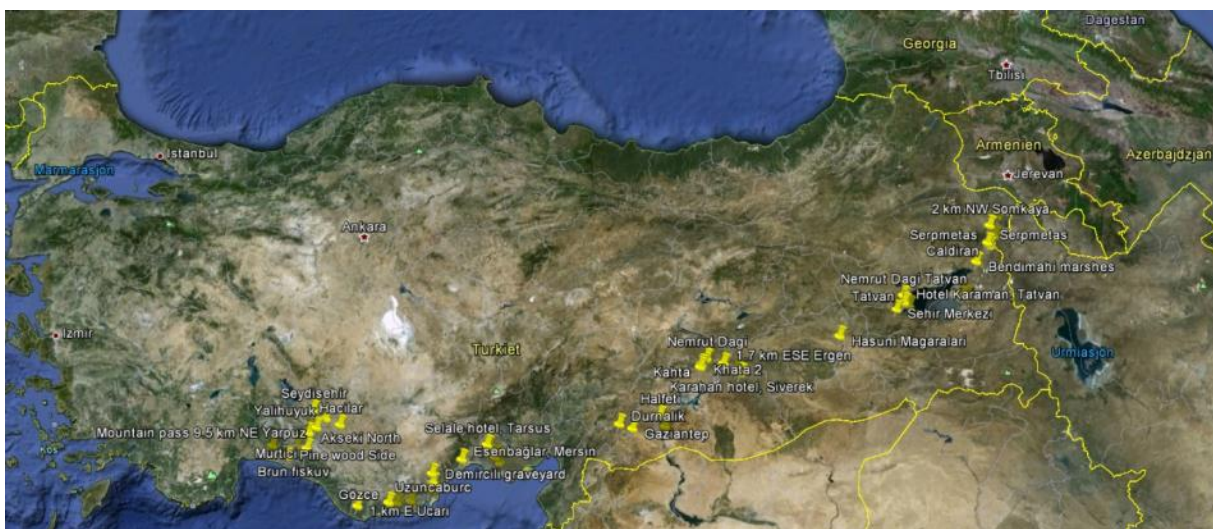 Dagestan
Georgia
Tbilisi
Istanbul
Marmarasjön
Armenien
Azerbajdzjan
Jerevan
Ankara
2 km NW Somkaya
Serpmetas Serpmetas
Caldiran
Bendimahi marshes
Nemrut Dagi Tatvan
Tatvan Hotel Karaman, Tatvan
Sehir Merkezi
Izmir
Turkiet
Nemrut Dagi
Hasuni Magaralari
Urmiasjön
1.7 km ESE Ergen
Kahta Khata 2
Karahan hotel, Siverek
Seydisehir
Halfeti
Yalihüyük Hacilar
Durnalik
Mountain pass 9.5 km NE Yarpuz Akseki North
Selale hotel, Tarsus
Gaziantep
Kos
Murtici Pine wood Side
Esenbağlar, Mersin
Brun fiskuv
Demircili graveyard
Gözce Uzuncaburc
1 km E Ucari